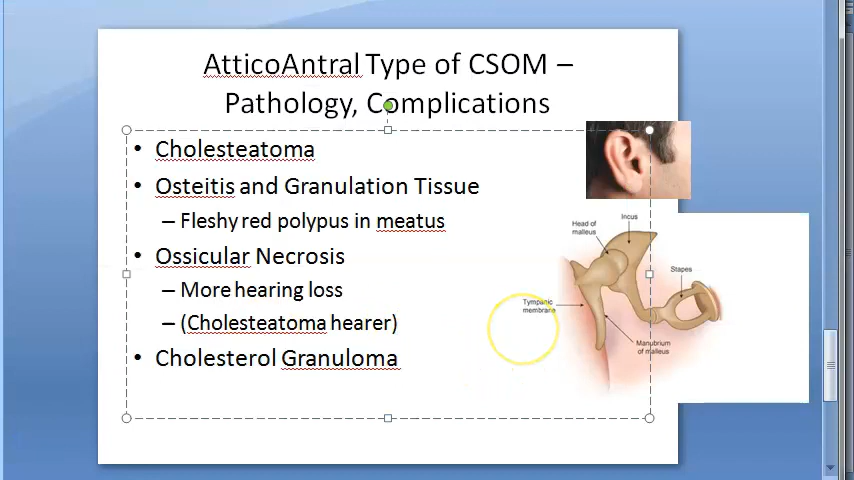 AtticoAntral Type of CSOM –
Pathology, Complications
• Cholesteatoma
• Osteitis and Granulation Tissue
– Fleshy red polypus in meatus
• Ossicular Necrosis
– More hearing loss
– (Cholesteatoma hearer)
• Cholesterol Granuloma
Incus
Head of
malleus
Stapes
Tympanic
membrane
Manubrium
of malleus